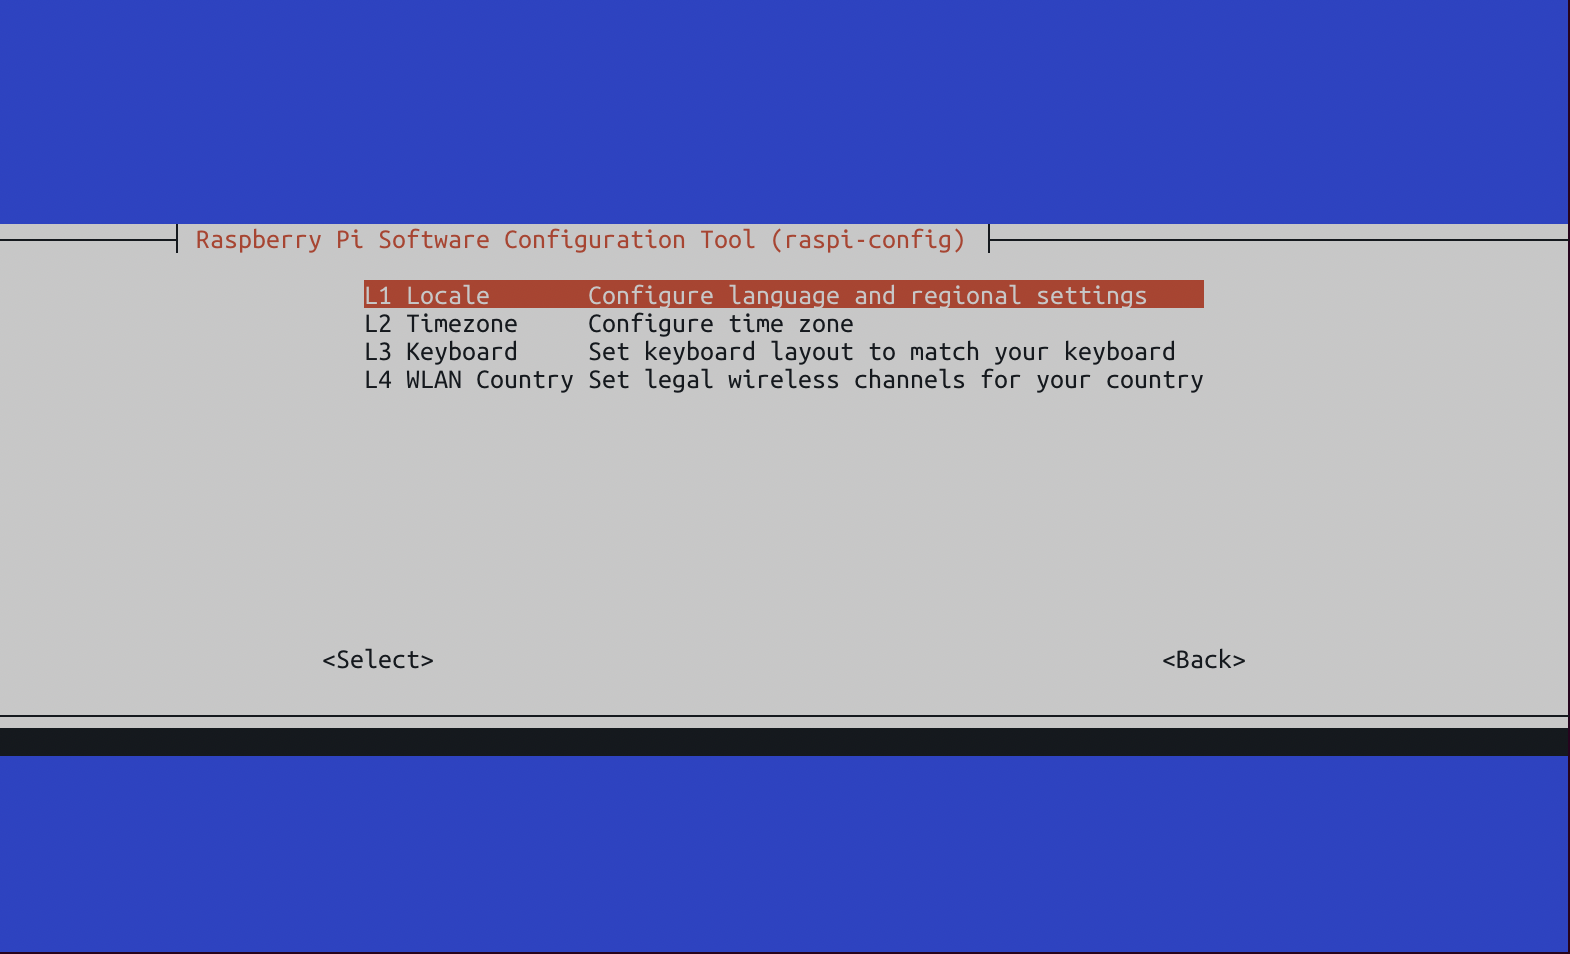 Raspberry Pi Software Configuration Tool (raspi-config)
L1 Locale Configure language and regional settings
L2 Timezone Configure time zone
L3 Keyboard Set keyboard layout to match your keyboard
L4 WLAN Country Set legal wireless channels for your country
<Select> <Back>